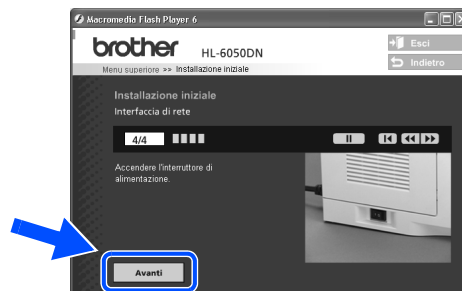 Macromedia Flash Player 6
brother HL-6050DN
Esci
Indietro
Menu superiore >> Installazione iniziale
Installazione iniziale
Interfaccia di rete
4/4
Accendere l'interruttore di
alimentazione.
Avanti